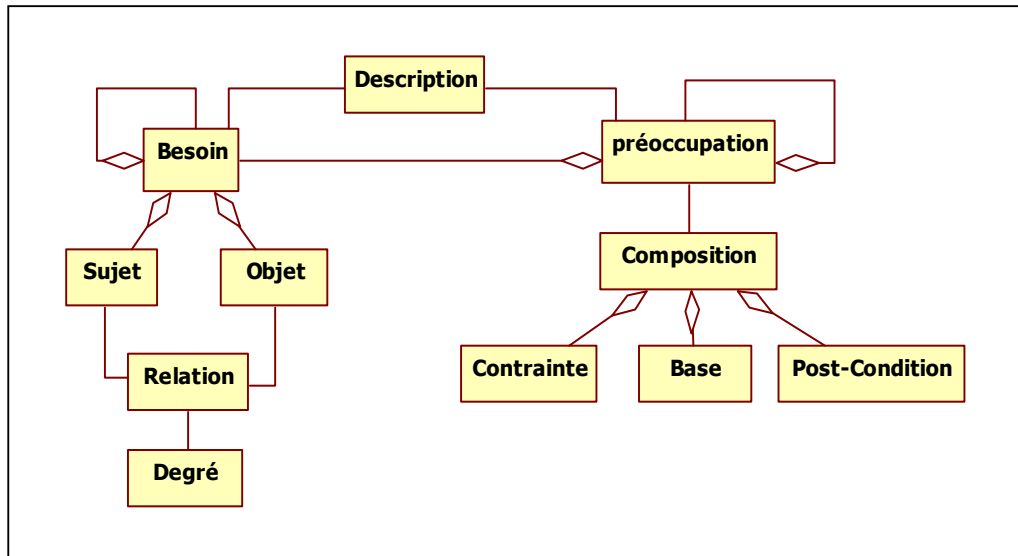 Description
Besoin
préoccupation
Sujet
Objet
Composition
Relation
Contrainte
Base
Post-Condition
Degré